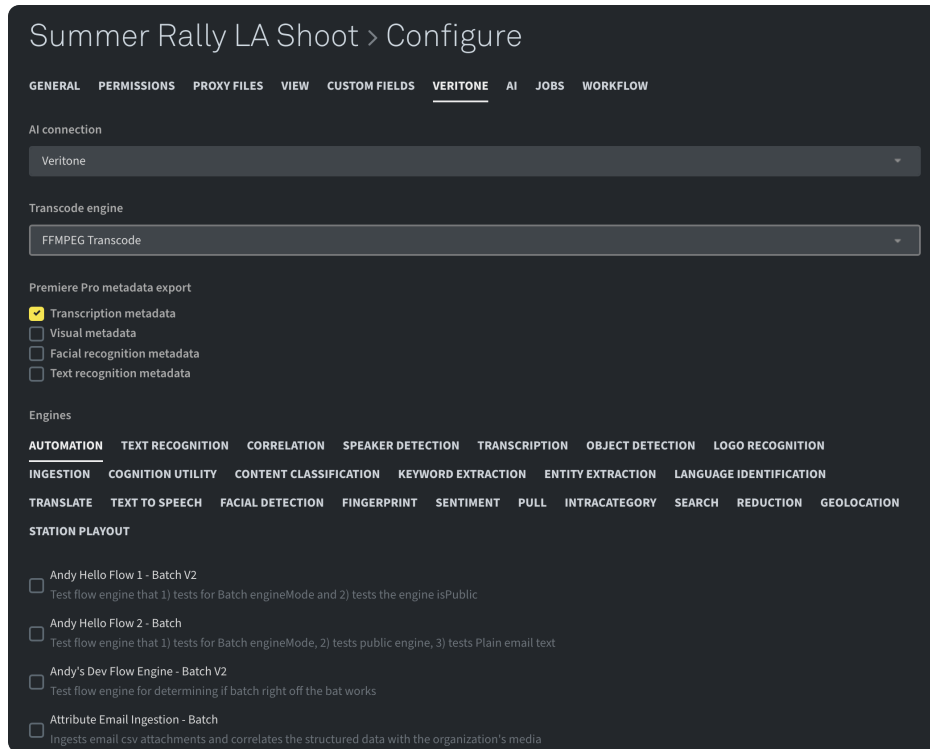 Summer Rally LA Shoot > Configure
GENERAL PERMISSIONS PROXY FILES VIEW CUSTOM FIELDS VERITONE AI JOBS WORKFLOW
AI connection
Veritone
Transcode engine
FFMPEG Transcode
Premiere Pro metadata export
Transcription metadata
Visual metadata
Facial recognition metadata
Text recognition metadata
Engines
AUTOMATION TEXT RECOGNITION CORRELATION SPEAKER DETECTION TRANSCRIPTION OBJECT DETECTION LOGO RECOGNITION
INGESTION COGNITION UTILITY CONTENT CLASSIFICATION KEYWORD EXTRACTION ENTITY EXTRACTION LANGUAGE IDENTIFICATION
TRANSLATE TEXT TO SPEECH FACIAL DETECTION FINGERPRINT SENTIMENT PULL INTRACATEGORY SEARCH REDUCTION GEOLOCATION
STATION PLAYOUT
Andy Hello Flow 1 - Batch V2
Test flow engine that 1) tests for Batch engineMode and 2) tests the engine isPublic
Andy Hello Flow 2 - Batch
Test flow engine that 1) tests for Batch engineMode, 2) tests public engine, 3) tests Plain email text
Andy's Dev Flow Engine - Batch V2
Test flow engine for determining if batch right off the bat works
Attribute Email Ingestion - Batch
Ingests email csv attachments and correlates the structured data with the organization's media